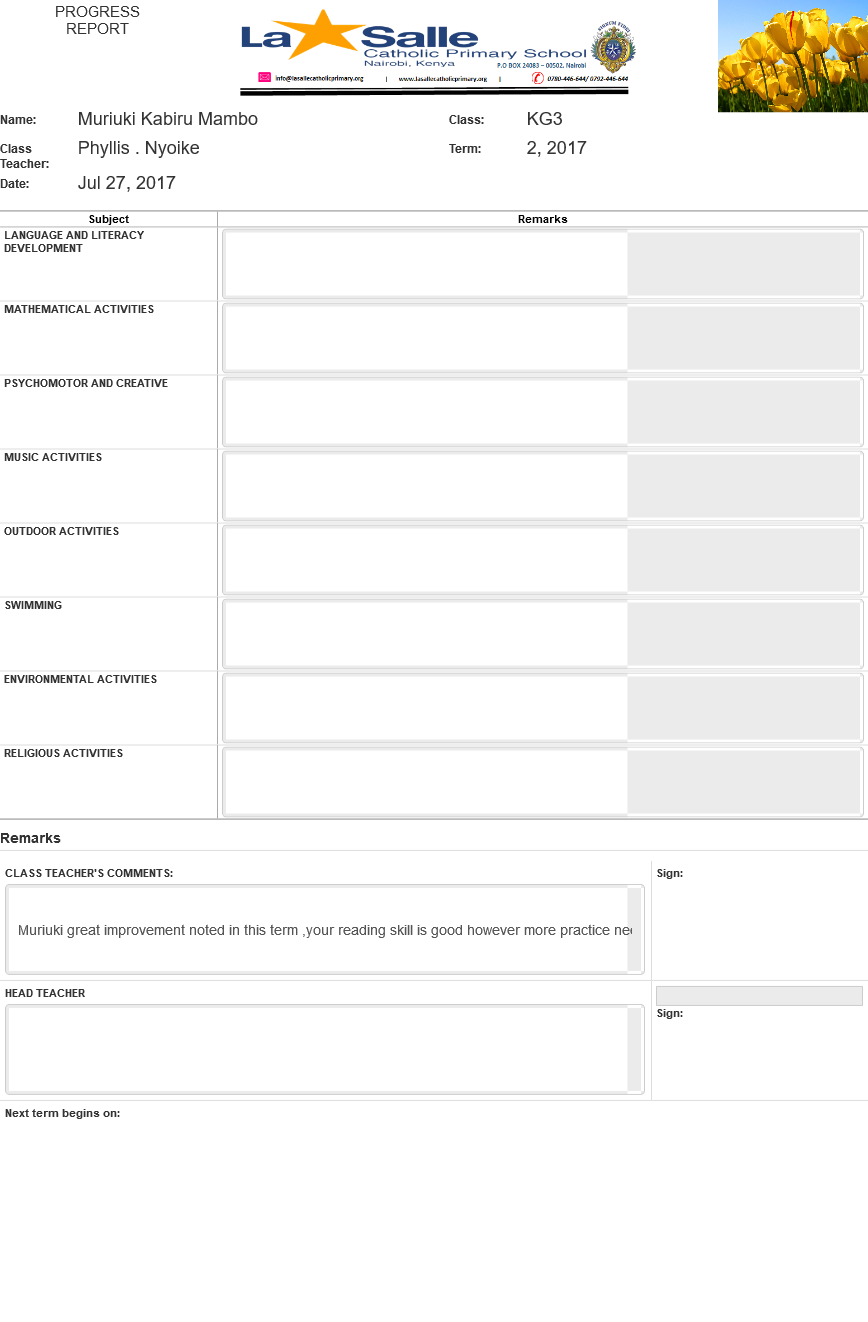 PROGRESS
REPORT
La Salle
Catholic Primary School
Nairobi, Kenya
P.O BOX 24083 – 00502, Nairobi
info@lasallecatholicprimary.org | www.lasallecatholicprimary.org | 0780-446-644/ 0792-446-644
Name: Muriuki Kabiru Mambo Class: KG3
Class Teacher: Phyllis . Nyoike Term: 2, 2017
Date: Jul 27, 2017
Subject Remarks
LANGUAGE AND LITERACY
DEVELOPMENT
MATHEMATICAL ACTIVITIES
PSYCHOMOTOR AND CREATIVE
MUSIC ACTIVITIES
OUTDOOR ACTIVITIES
SWIMMING
ENVIRONMENTAL ACTIVITIES
RELIGIOUS ACTIVITIES
Remarks
CLASS TEACHER'S COMMENTS: Sign:
Muriuki great improvement noted in this term ,your reading skill is good however more practice
HEAD TEACHER
Sign:
Next term begins on: